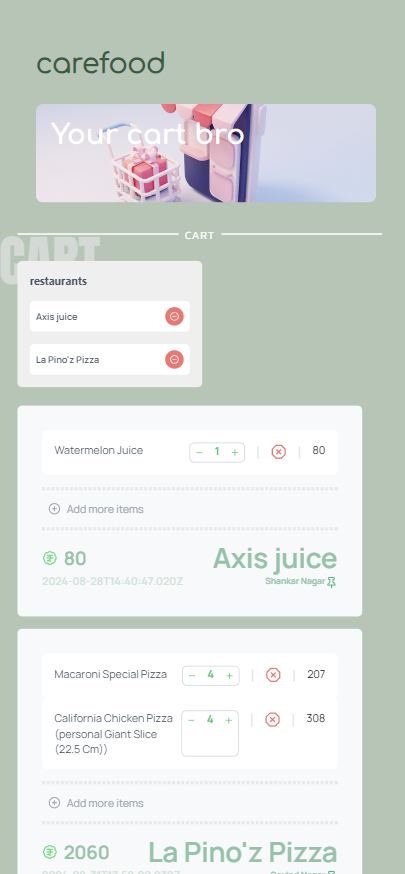 carefood
Your cart bro
CART
CART
restaurants
Axis juice
La Pino'z Pizza
Watermelon Juice − 1 + | | 80
Add more items
80 Axis juice
2024-08-28T14:40:47.020Z Shankar Nagar
Macaroni Special Pizza − 4 + | | 207
California Chicken Pizza − 4 + | | 308
(personal Giant Slice
(22.5 Cm))
Add more items
2060 La Pino'z Pizza